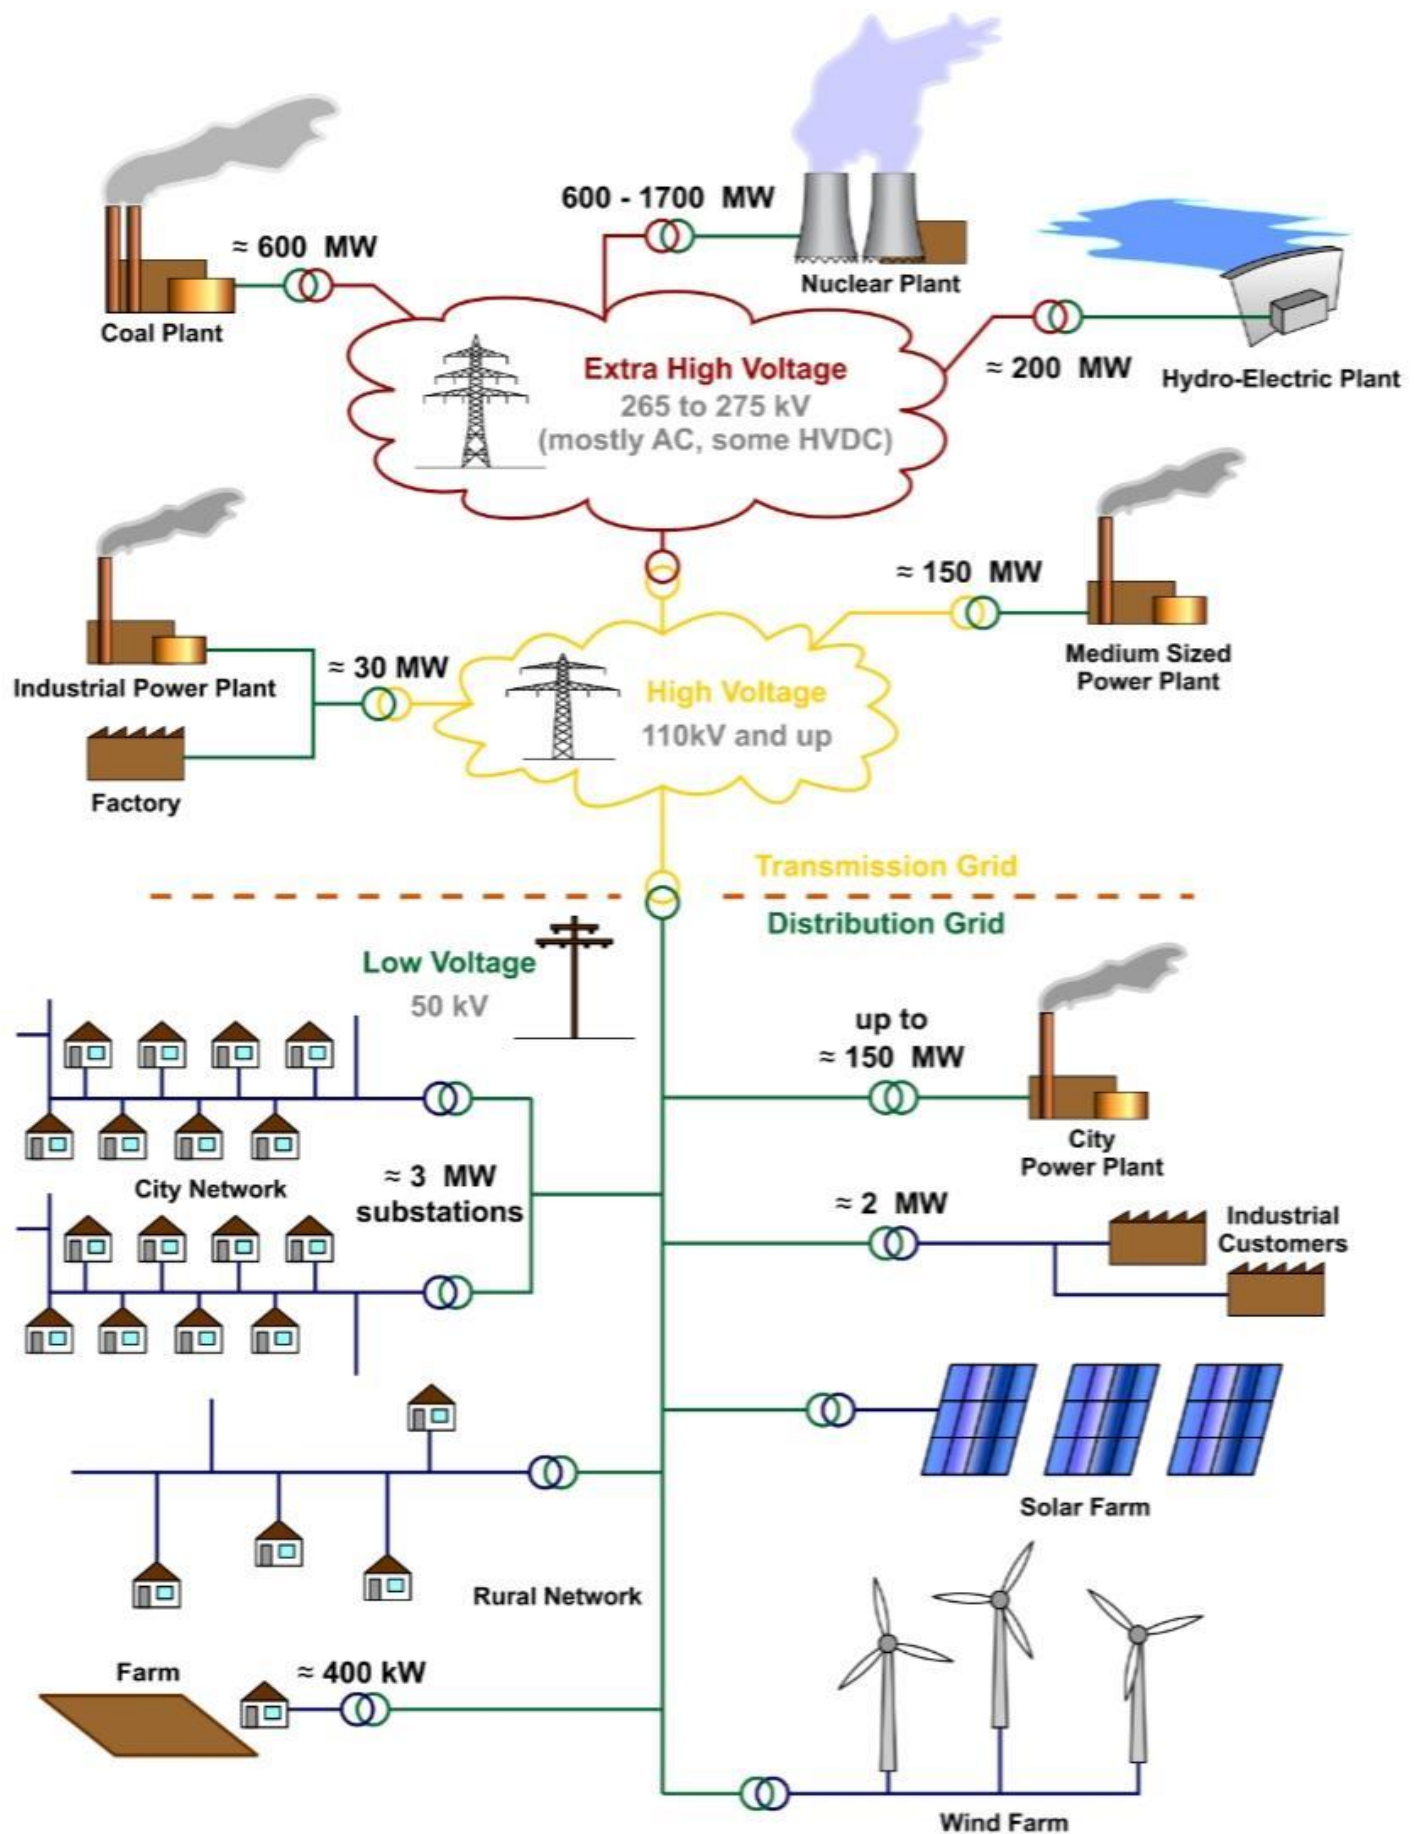 600 - 1700 MW
≈ 600 MW
Nuclear Plant
Coal Plant
Extra High Voltage
265 to 275 kV
(mostly AC, some HVDC)
≈ 200 MW
Hydro-Electric Plant
≈ 150 MW
Medium Sized
Power Plant
≈ 30 MW
Industrial Power Plant
High Voltage
110kV and up
Factory
Transmission Grid
Distribution Grid
Low Voltage
50 kV
up to
≈ 150 MW
City
Power Plant
City Network
≈ 3 MW
substations
≈ 2 MW
Industrial
Customers
Solar Farm
Rural Network
Farm
≈ 400 kW
Wind Farm